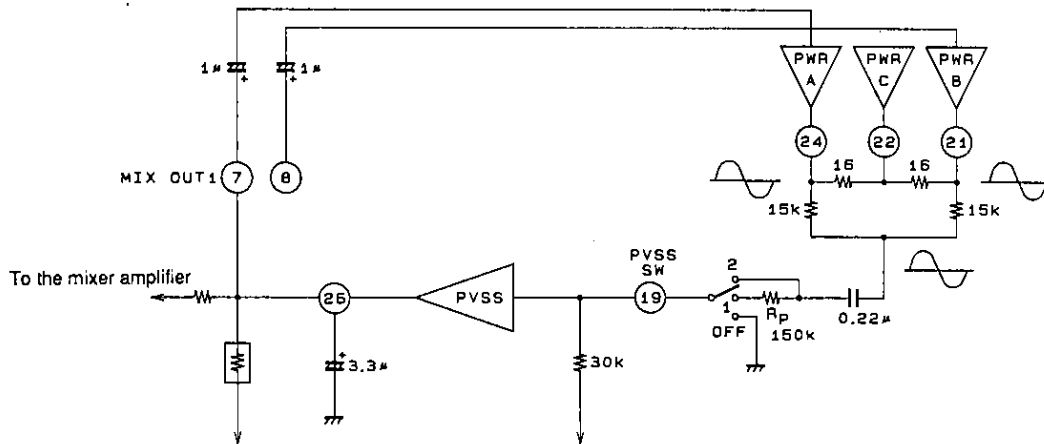 PWR A
PWR C
PWR B
1μ
+
1μ
+
24
22
21
MIX OUT1
7
8
16
16
15k
15k
To the mixer amplifier
26
PVSS
PVSS SW
19
2
1
OFF
RP
150k
0.22μ
+
3.3μ
30k